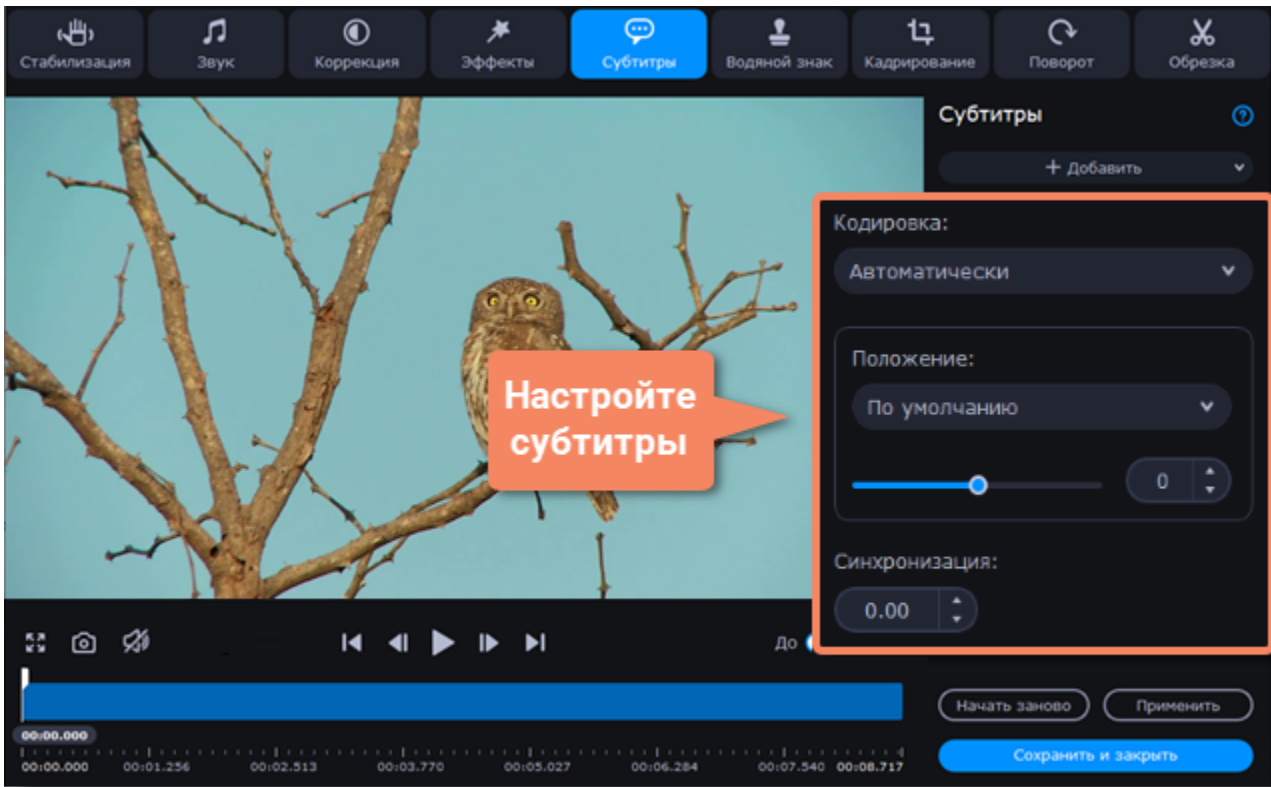 Стабилизация
Звук
Коррекция
Эффекты
Субтитры
Водяной знак
Кадрирование
Поворот
Обрезка
Субтитры
?
+ Добавить
Кодировка:
Автоматически
Положение:
По умолчанию
0
Синхронизация:
0.00
Настройте
субтитры
До
Начать заново
Применить
Сохранить и закрыть
00:00.000
00:00.000 00:01.256 00:02.513 00:03.770 00:05.027 00:06.284 00:07.540 00:08.717